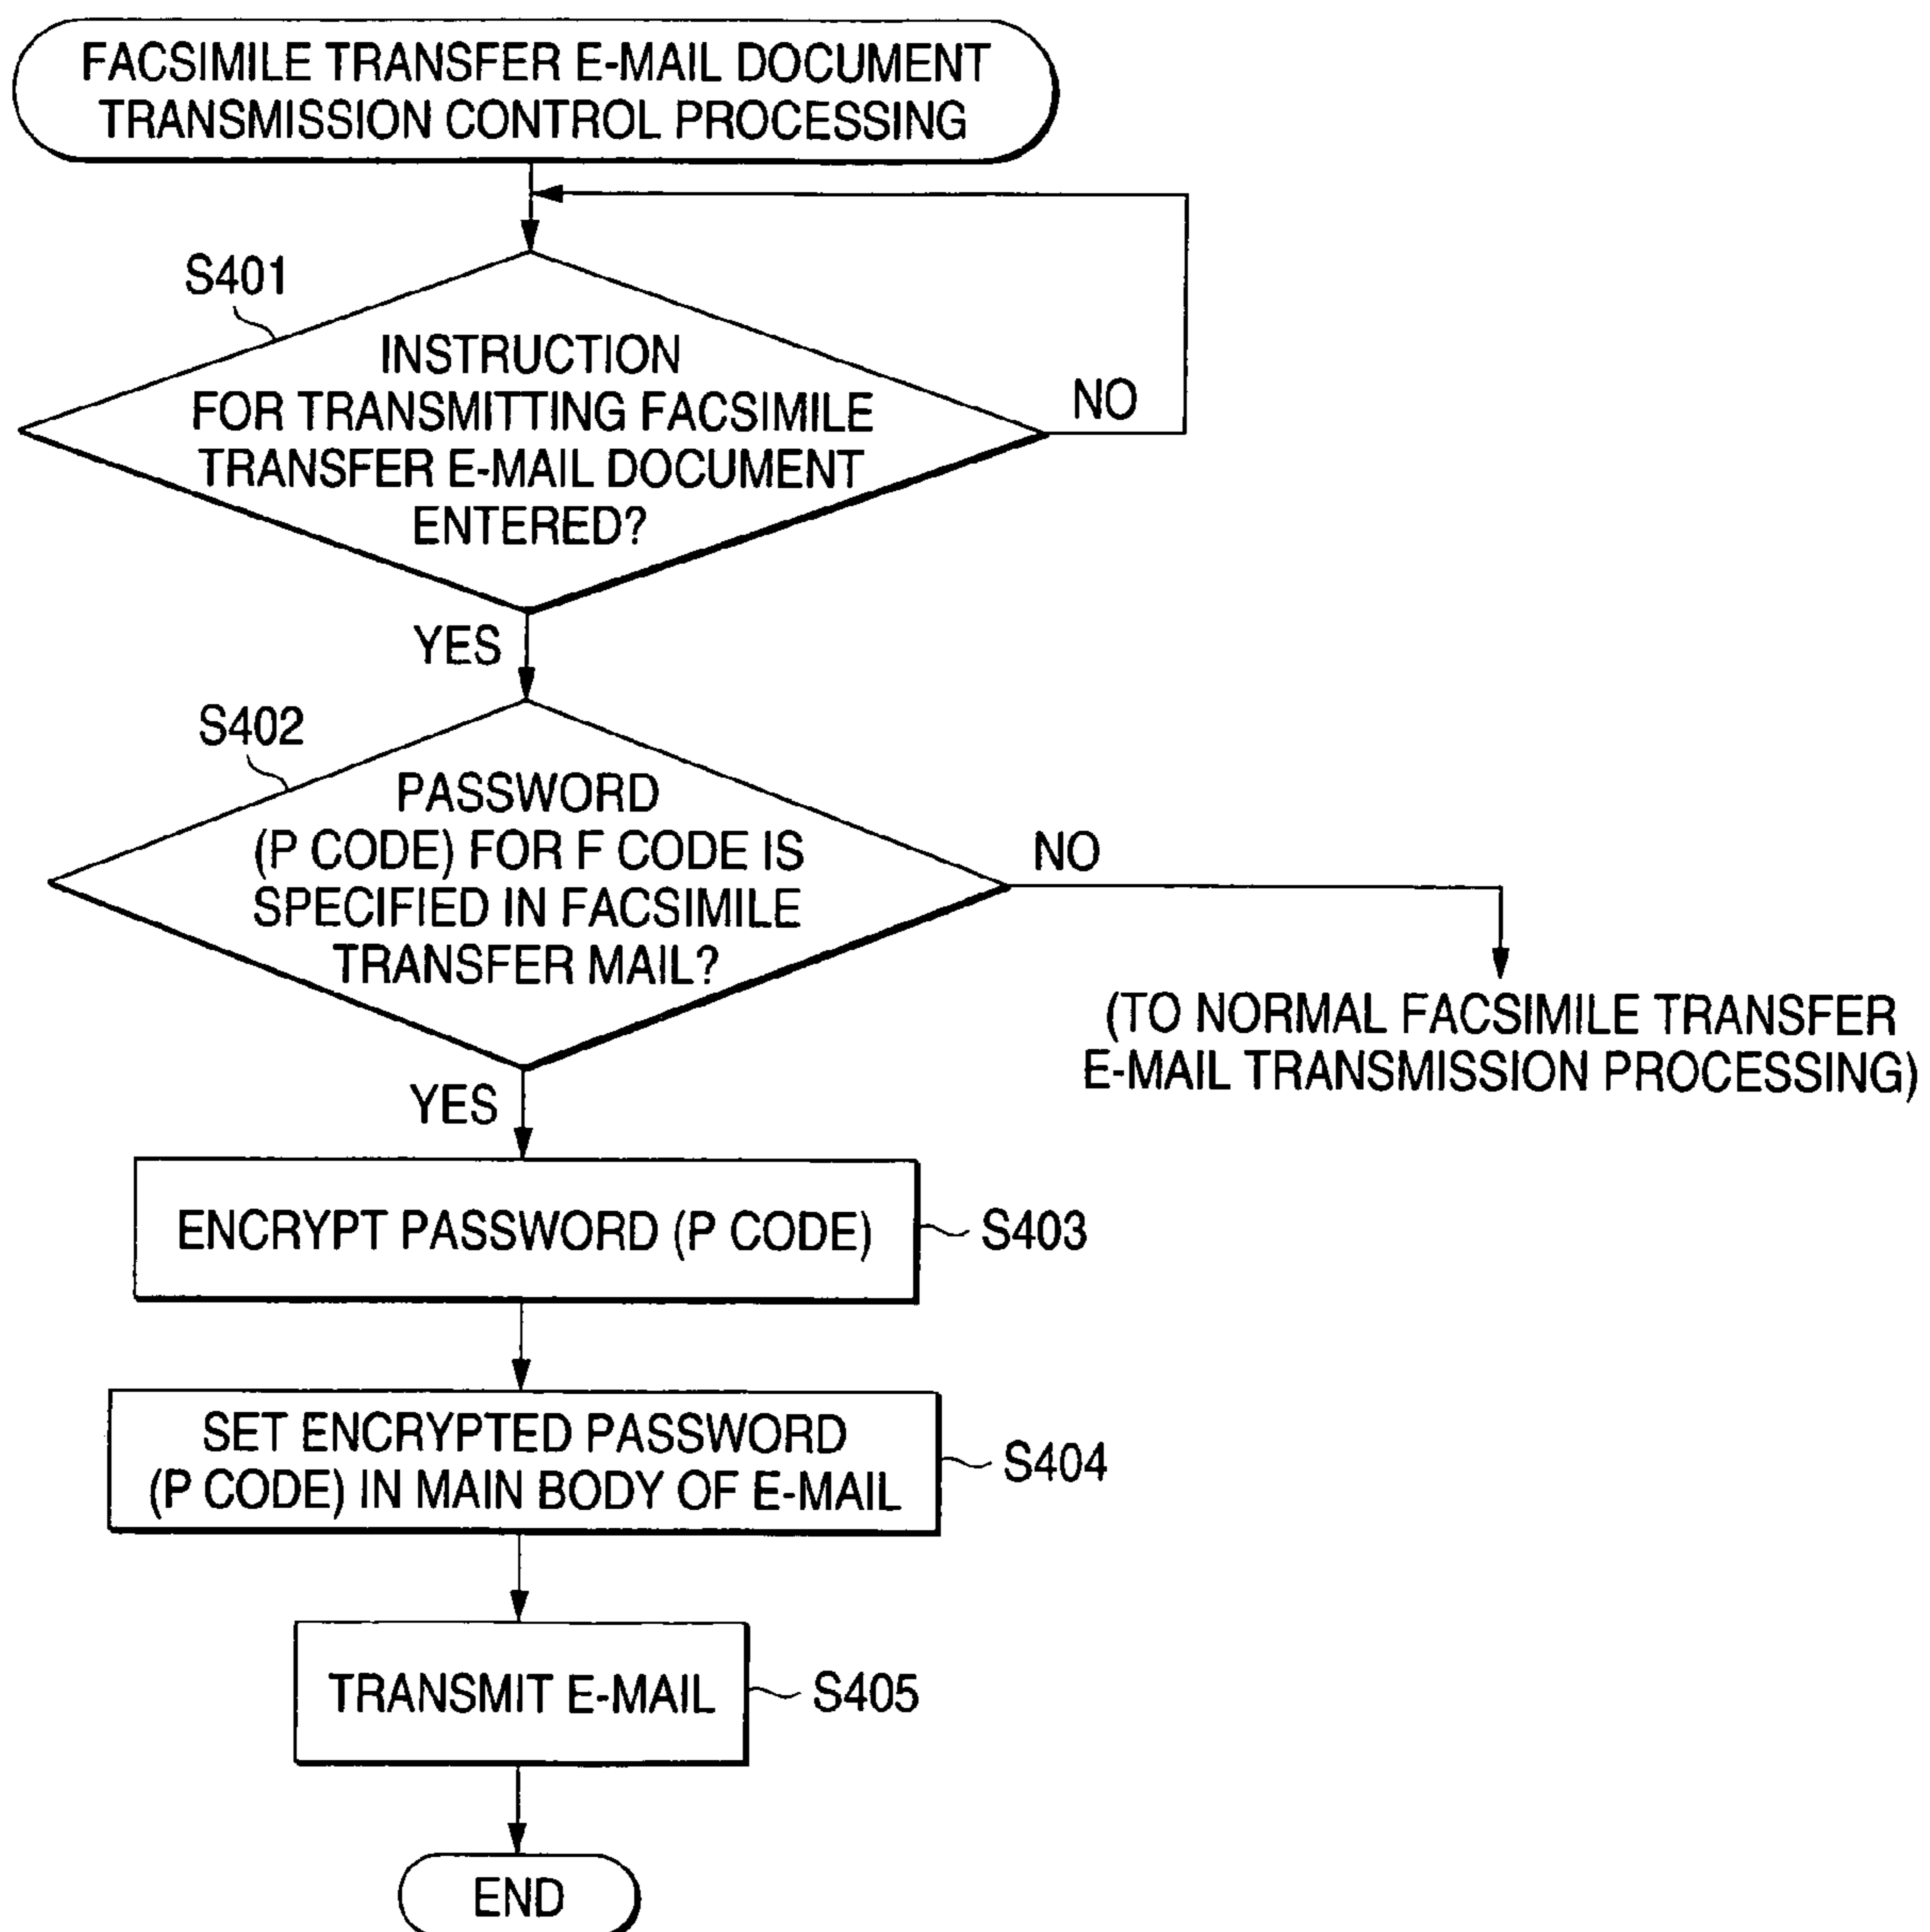 FACSIMILE TRANSFER E-MAIL DOCUMENT
TRANSMISSION CONTROL PROCESSING
S401
INSTRUCTION
FOR TRANSMITTING FACSIMILE
TRANSFER E-MAIL DOCUMENT
ENTERED?
NO
YES
S402
PASSWORD
(P CODE) FOR F CODE IS
SPECIFIED IN FACSIMILE
TRANSFER MAIL?
NO
(TO NORMAL FACSIMILE TRANSFER
E-MAIL TRANSMISSION PROCESSING)
YES
ENCRYPT PASSWORD (P CODE)
S403
SET ENCRYPTED PASSWORD
(P CODE) IN MAIN BODY OF E-MAIL
S404
TRANSMIT E-MAIL
S405
END